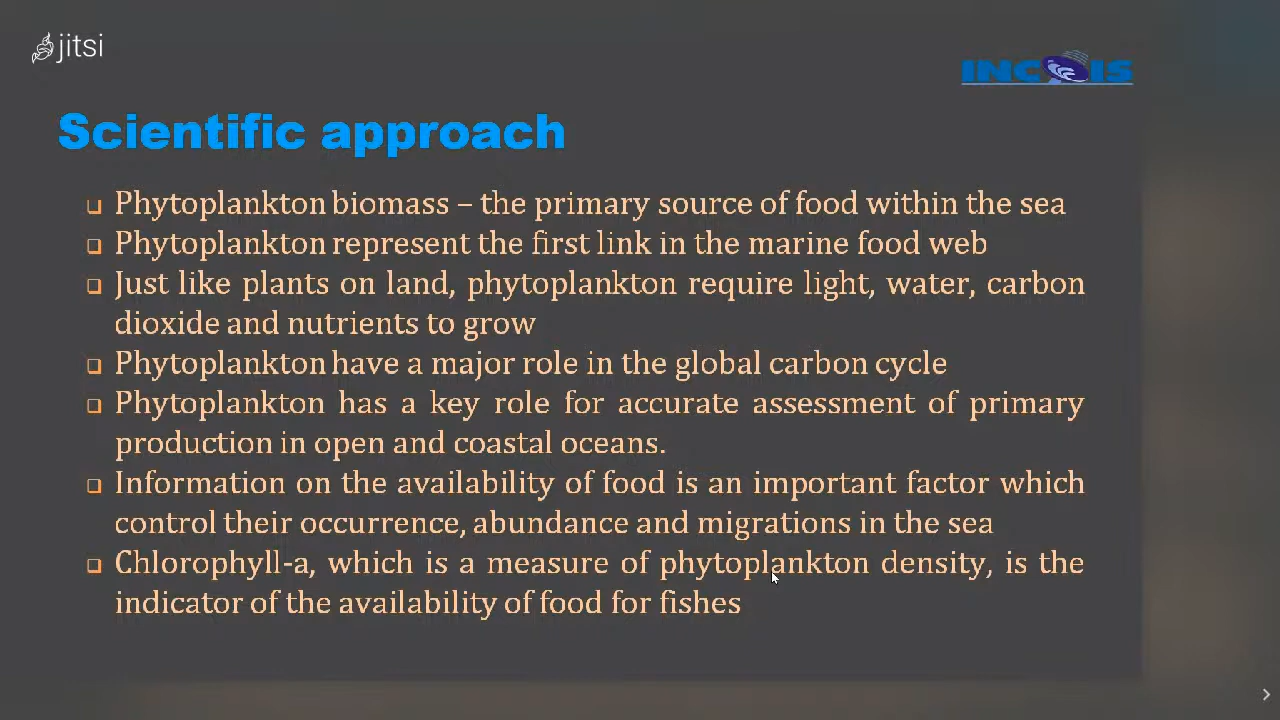 jitsi
INCOIS
Scientific approach
Phytoplankton biomass – the primary source of food within the sea
Phytoplankton represent the first link in the marine food web
Just like plants on land, phytoplankton require light, water, carbon
dioxide and nutrients to grow
Phytoplankton have a major role in the global carbon cycle
Phytoplankton has a key role for accurate assessment of primary
production in open and coastal oceans.
Information on the availability of food is an important factor which
control their occurrence, abundance and migrations in the sea
Chlorophyll-a, which is a measure of phytoplankton density, is the
indicator of the availability of food for fishes